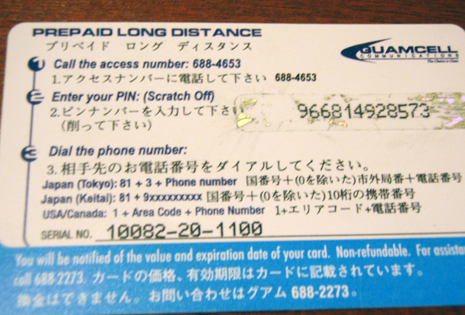 PREPAID LONG DISTANCE
プリペイド ロング ディスタンス
GUAMCELL
COMMUNICATIONS
1 Call the access number: 688-4653
1.アクセスナンバーに電話して下さい 688-4653
2 Enter your PIN: (Scratch Off)
2.ピンナンバーを入力して下さい
(削って下さい)
966814928573
3 Dial the phone number:
3.相手先のお電話番号をダイアルしてください。
Japan (Tokyo): 81 + 3 + Phone number 国番号+(0を除いた)市外局番+電話番号
Japan (Keitai): 81 + 9xxxxxxxxx 国番号+(0を除いた)10桁の携帯番号
USA/Canada: 1 + Area Code + Phone number 1+エリアコード+電話番号
SERIAL NO. 10082-20-1100
You will be notified of the value and expiration date of your card. Non-refundable. For assistan
call 688-2273. カードの価格、有効期限はカードに記載されています。
換金はできません。お問い合わせはグアム 688-2273。